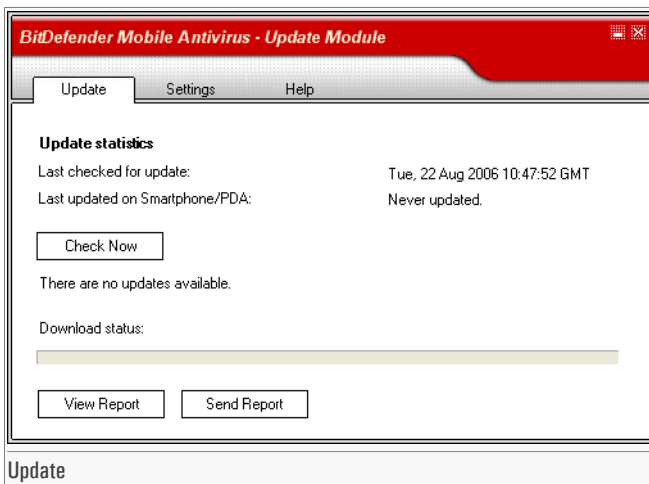 BitDefender Mobile Antivirus - Update Module
Update Settings Help
Update statistics
Last checked for update: Tue, 22 Aug 2006 10:47:52 GMT
Last updated on Smartphone/PDA: Never updated.
Check Now
There are no updates available.
Download status:
View Report Send Report
Update